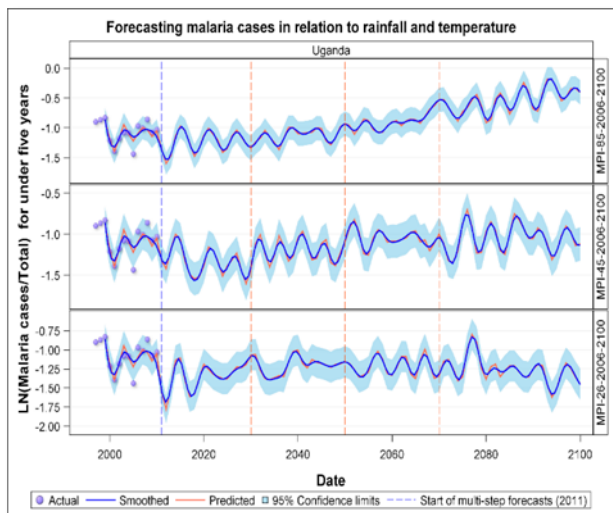 Forecasting malaria cases in relation to rainfall and temperature
Uganda
LN(Malaria cases/Total) for under five years
0.0
-0.5
-1.0
-1.5
MPI-85-2006-2100
-0.5
-1.0
-1.5
MPI-45-2006-2100
-0.75
-1.00
-1.25
-1.50
-1.75
-2.00
MPI-26-2006-2100
2000 2020 2040 2060 2080 2100
Date
Actual Smoothed Predicted 95% Confidence limits Start of multi-step forecasts (2011)